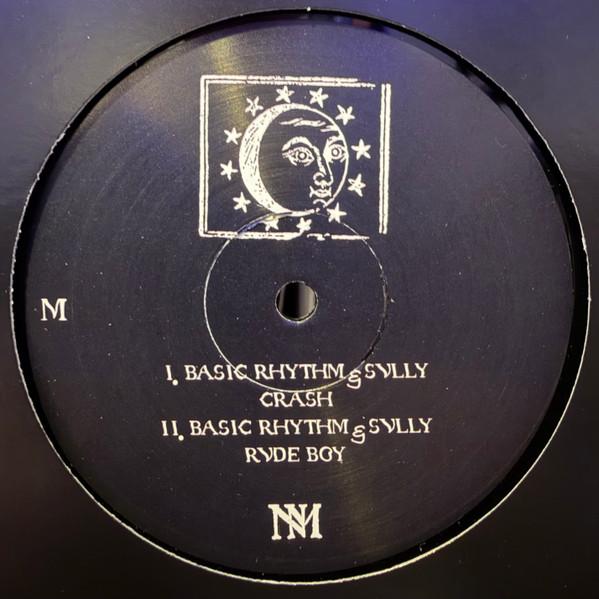 M
I. BASIC RHYTHM & SVLLY
CRASH
II. BASIC RHYTHM & SVLLY
RVDE BOY
NM